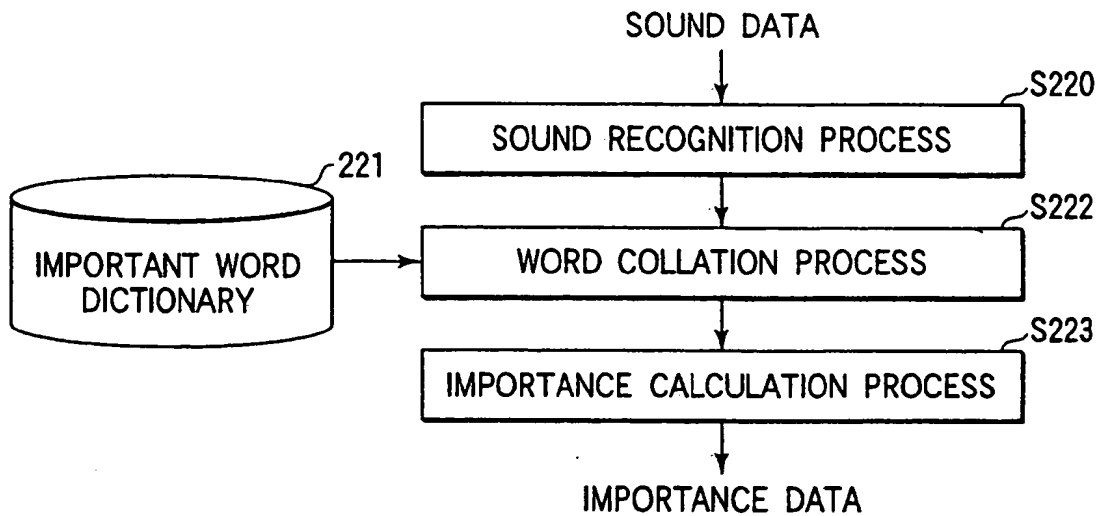 SOUND DATA
S220
SOUND RECOGNITION PROCESS
221
S222
IMPORTANT WORD
DICTIONARY
WORD COLLATION PROCESS
S223
IMPORTANCE CALCULATION PROCESS
IMPORTANCE DATA